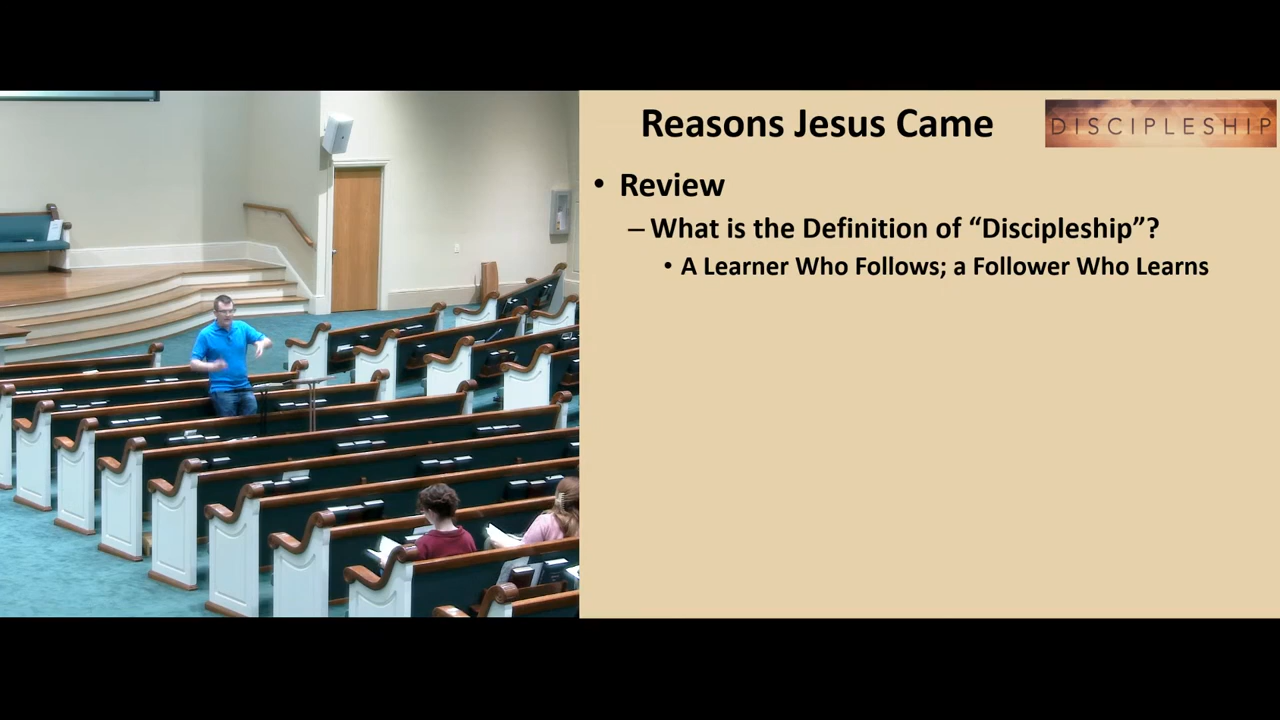 Reasons Jesus Came
DISCIPLESHIP
• Review
– What is the Definition of “Discipleship”?
• A Learner Who Follows; a Follower Who Learns